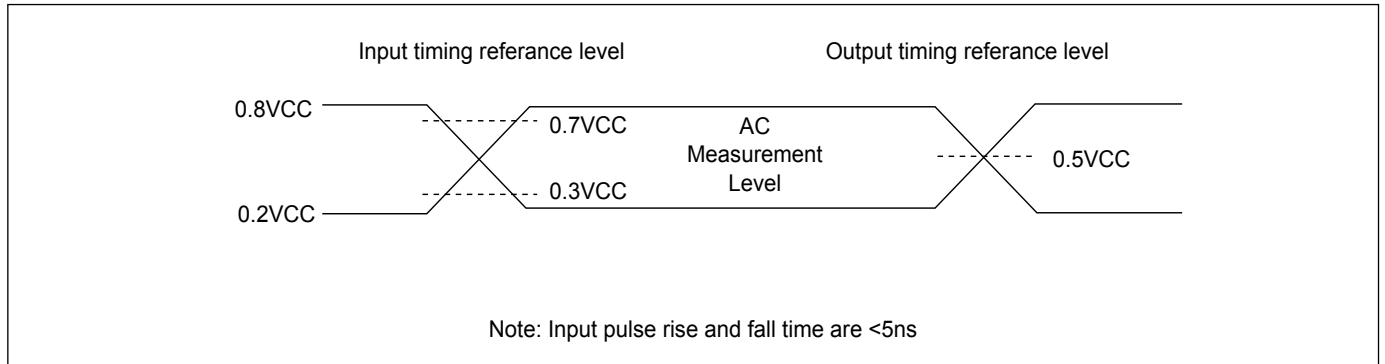 Input timing referance level
Output timing referance level
0.8VCC
0.7VCC
AC
Measurement
Level
0.5VCC
0.3VCC
0.2VCC
Note: Input pulse rise and fall time are <5ns